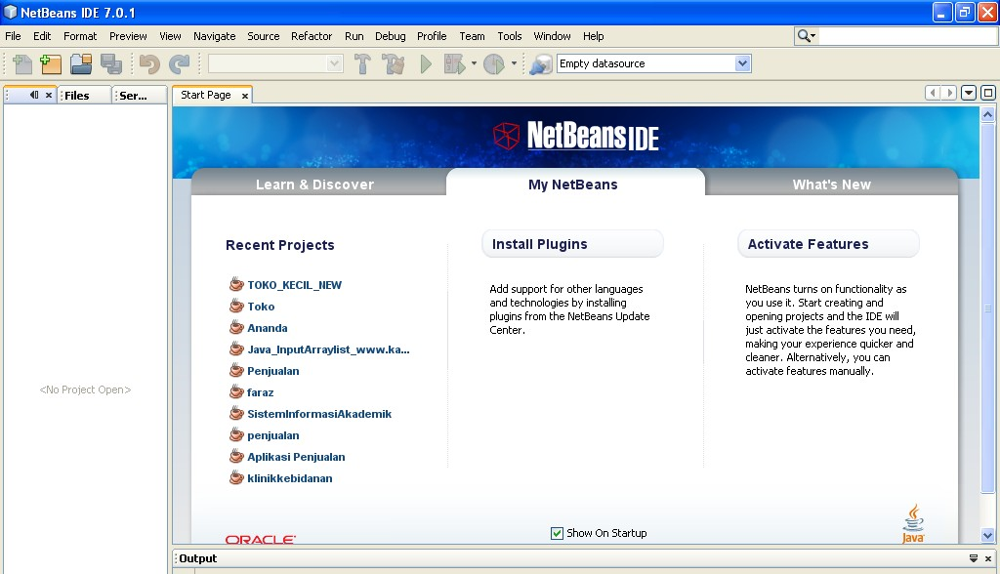 NetBeans IDE 7.0.1
File Edit Format Preview View Navigate Source Refactor Run Debug Profile Team Tools Window Help
Empty datasource
Files Ser... Start Page
NetBeans IDE
Learn & Discover My NetBeans What's New
Recent Projects
TOKO_KECIL_NEW
Toko
Ananda
Java_InputArraylist_www.ka...
Penjualan
faraz
SistemInformasiAkademik
penjualan
Aplikasi Penjualan
klinikkebidanan
Install Plugins
Add support for other languages
and technologies by installing
plugins from the NetBeans Update
Center.
Activate Features
NetBeans turns on functionality as
you use it. Start creating and
opening projects and the IDE will
just activate the features you need,
making your experience quicker and
cleaner. Alternatively, you can
activate features manually.
<No Project Open>
ORACLE
Show On Startup
Java
Output